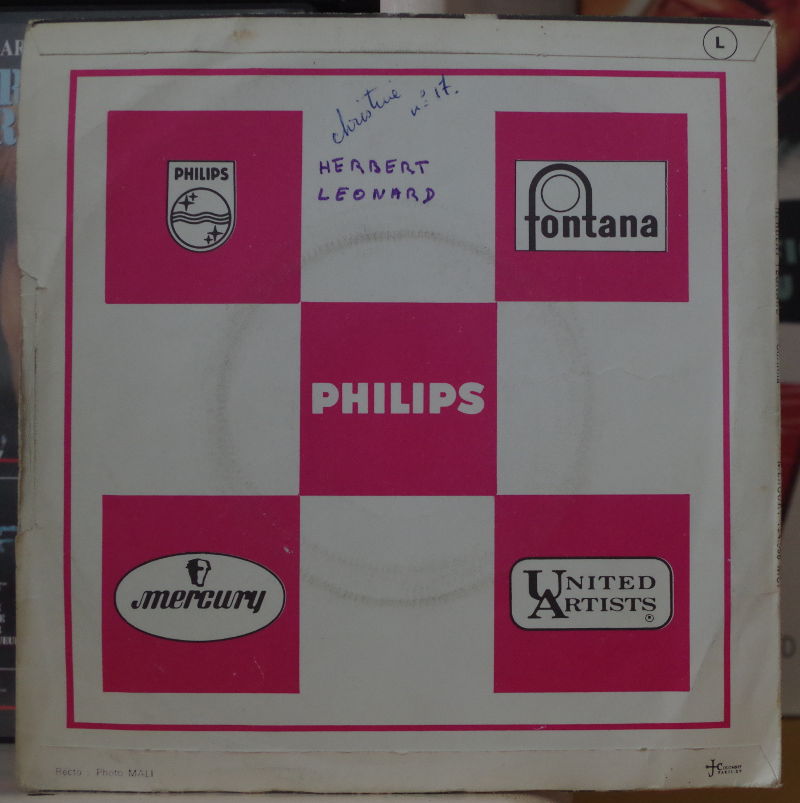 L
christine
n° 17.
HERBERT
LEONARD
PHILIPS
fontana
PHILIPS
mercury
UNITED
ARTISTS
®
Recto : Photo MALI